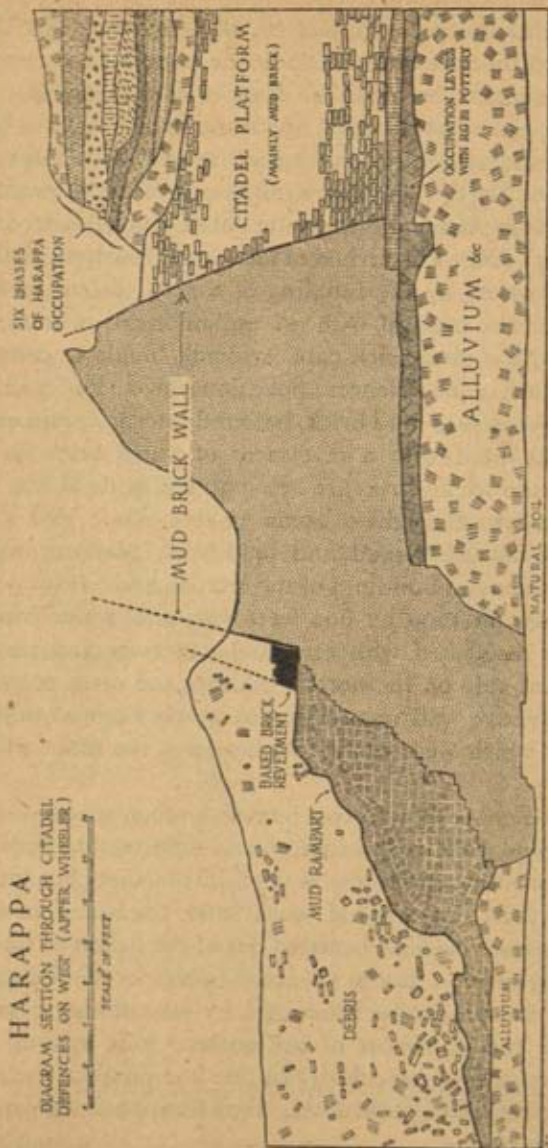 HARAPPA
DIAGRAM SECTION THROUGH CITADEL
DEFENCES ON WEST (AFTER WHEELER)
SCALE OF FEET
SIX PHASES
OF HARAPPA
OCCUPATION
MUD BRICK WALL
CITADEL PLATFORM
(MAINLY MUD BRICK)
BAKED BRICK
REVETMENT
MUD RAMPART
DEBRIS
OCCUPATION LEVELS
WITH
POTTERY
ALLUVIUM &c
ALLUVIUM
NATURAL SOIL